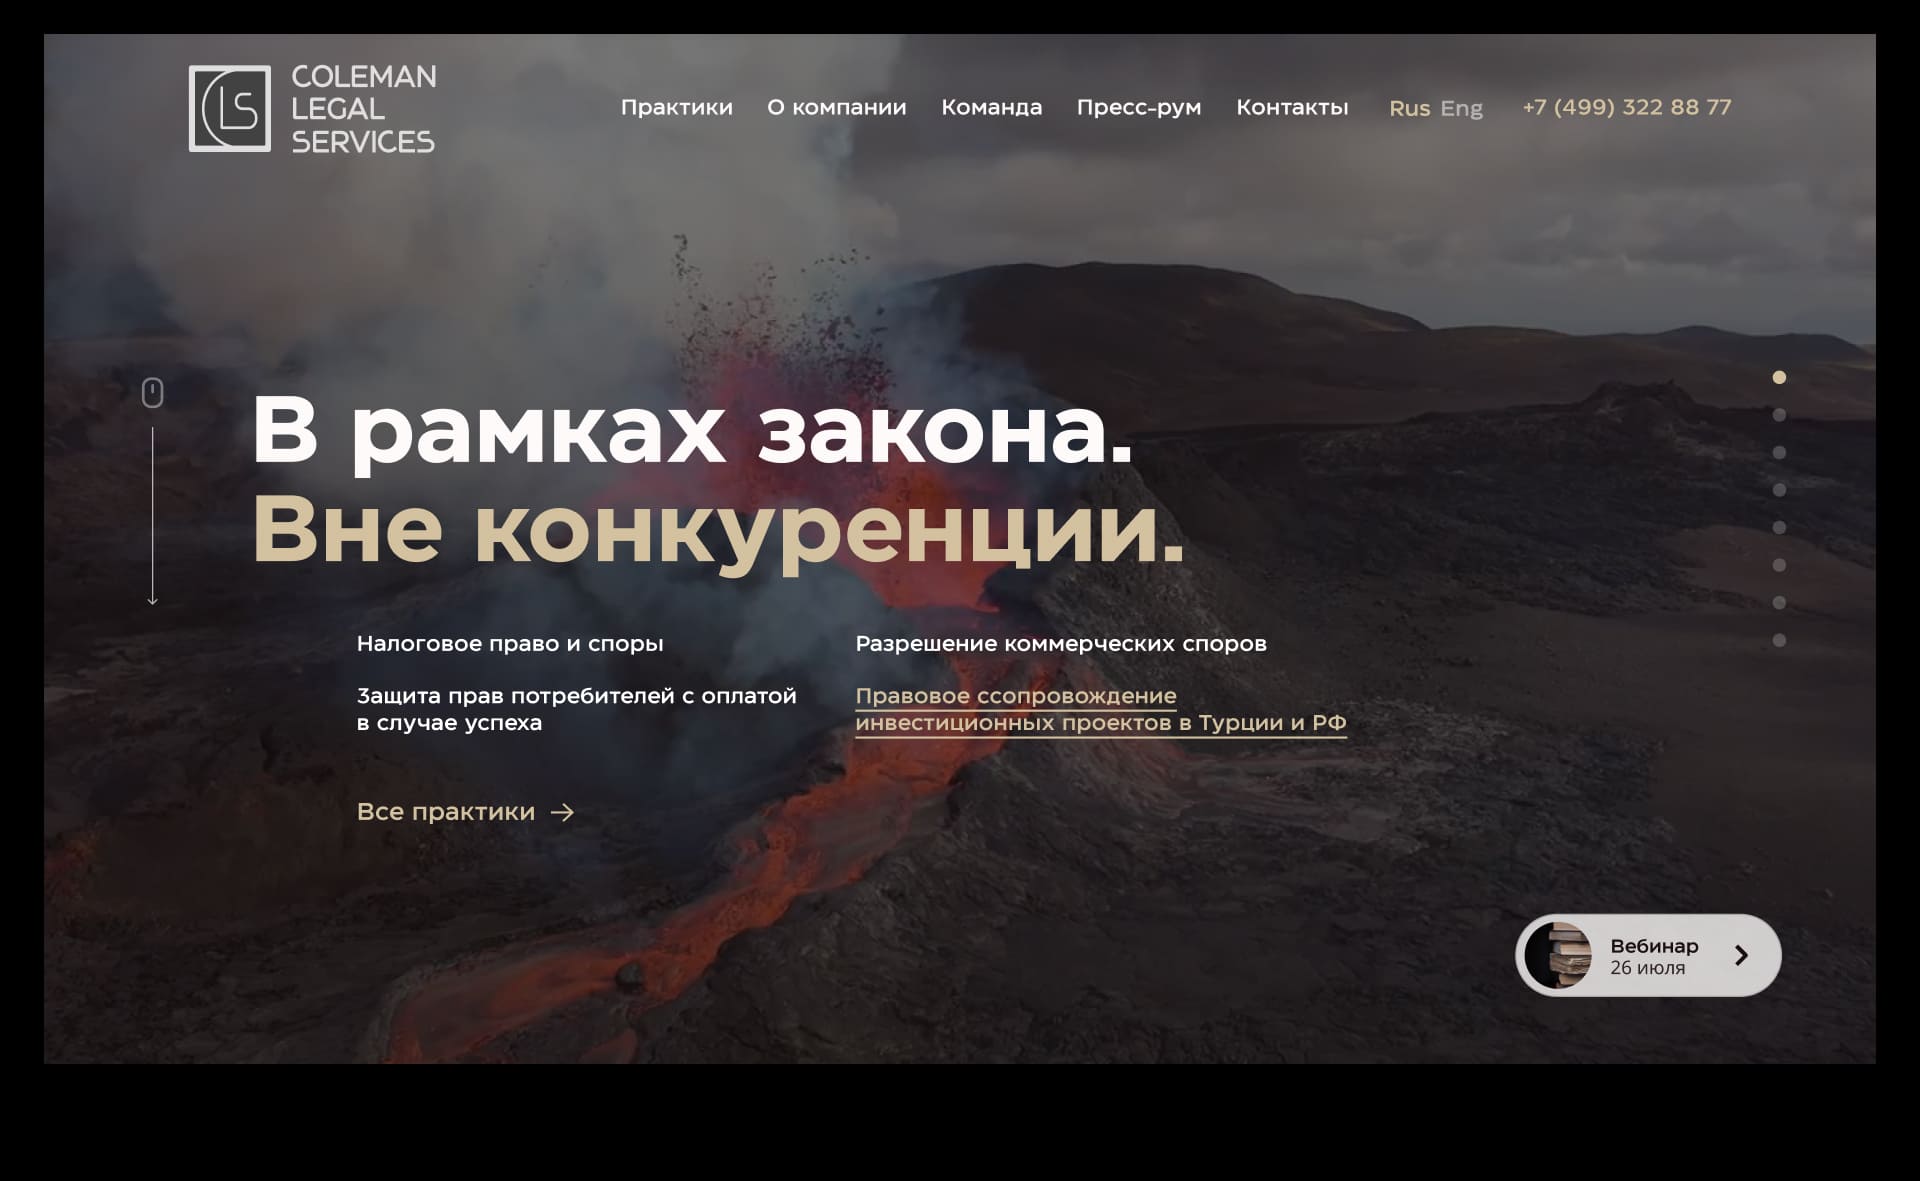 COLEMAN
LEGAL
SERVICES
Практики О компании Команда Пресс-рум Контакты Rus Eng +7 (499) 322 88 77
В рамках закона.
Вне конкуренции.
Налоговое право и споры
Защита прав потребителей с оплатой
в случае успеха
Разрешение коммерческих споров
Правовое ссопровождение
инвестиционных проектов в Турции и РФ
Все практики
Вебинар
26 июля